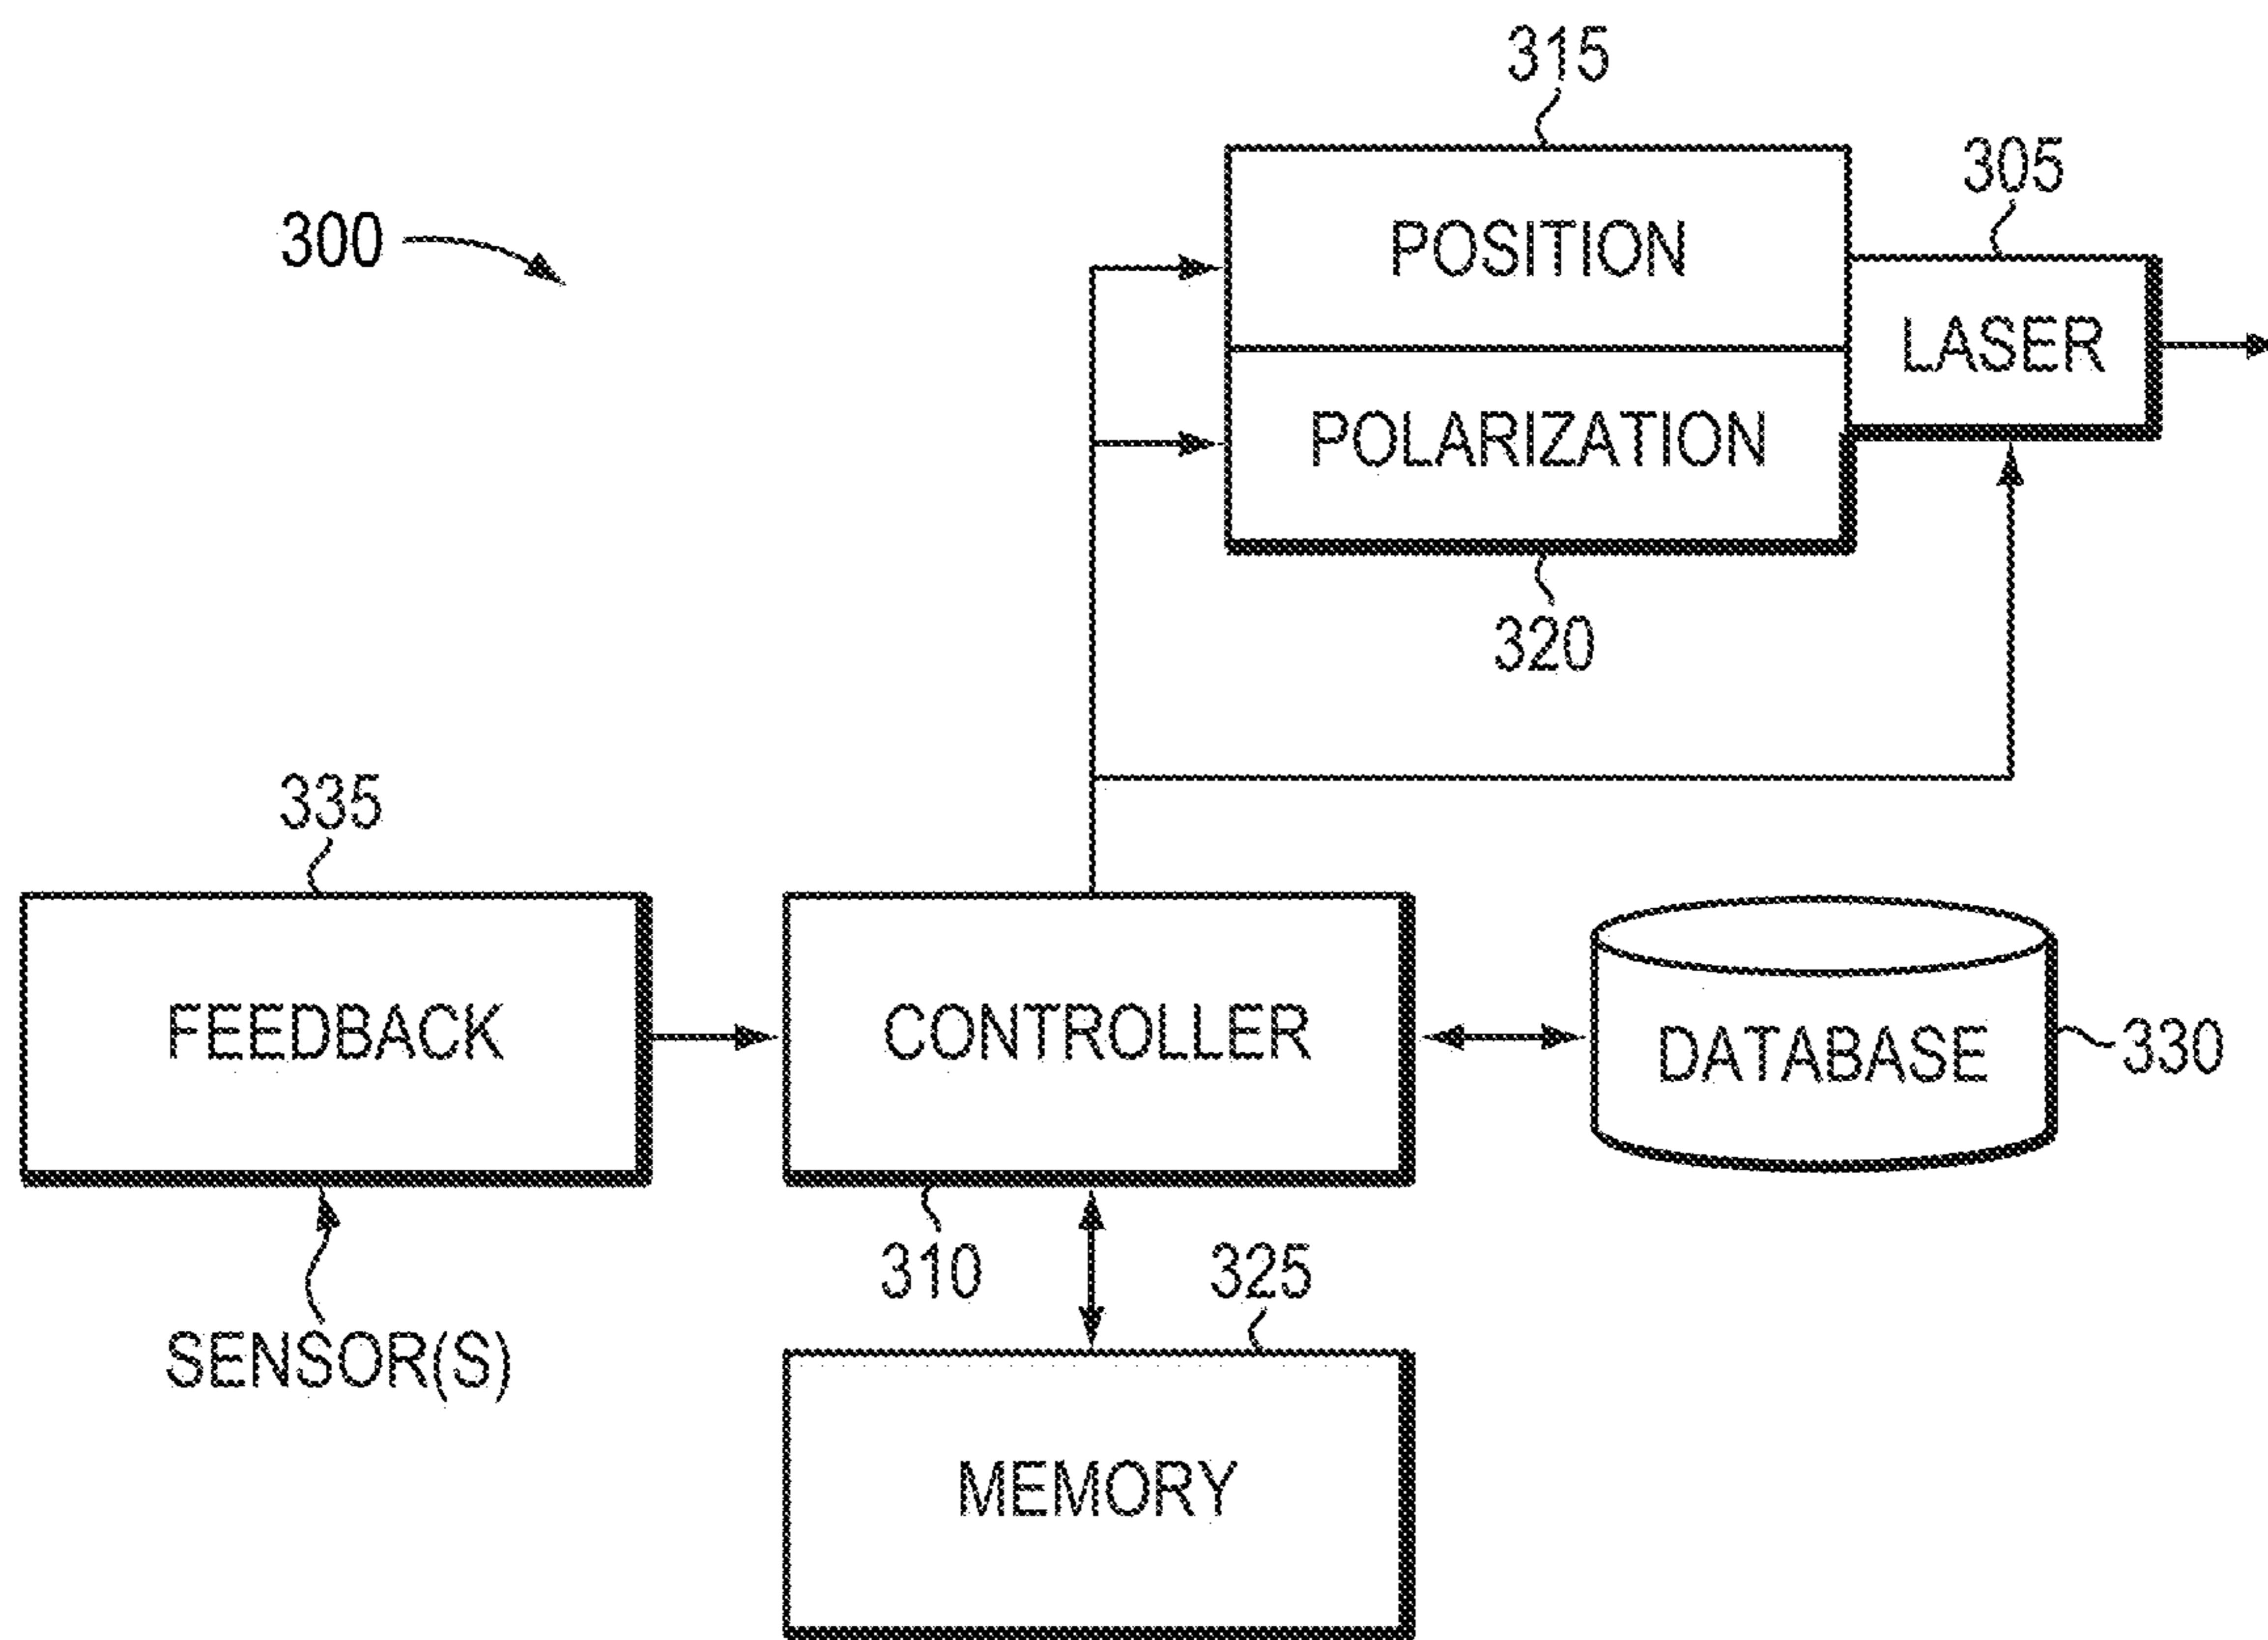 315
305
300
POSITION
LASER
POLARIZATION
320
335
FEEDBACK
CONTROLLER
DATABASE
330
310
325
SENSOR(S)
MEMORY